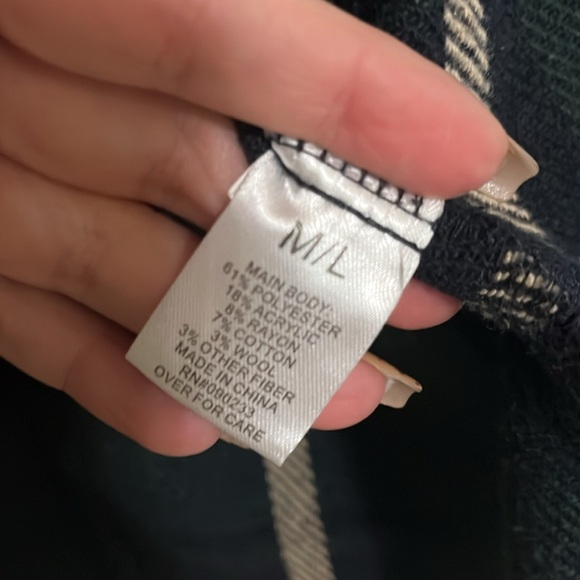 M/L
MAIN BODY:
61% POLYESTER
18% ACRYLIC
8% RAYON
7% COTTON
3% WOOL
3% OTHER FIBER
MADE IN CHINA
RN#090233
OVER FOR CARE